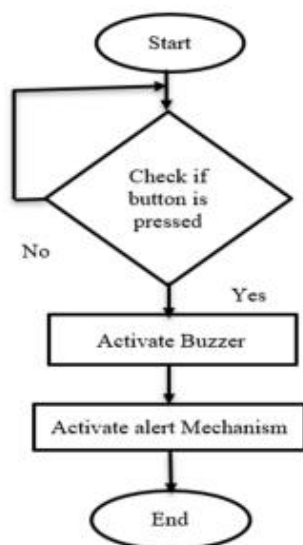 Start
Check if
button is
pressed
No
Yes
Activate Buzzer
Activate alert Mechanism
End